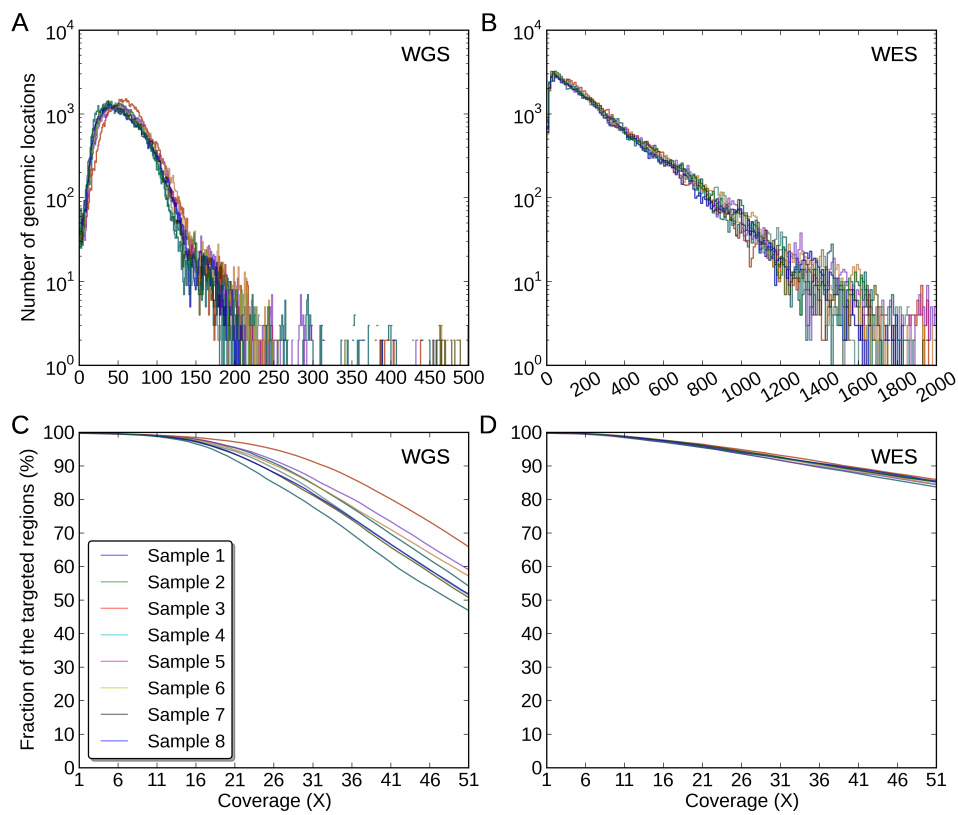 A
B
10^4
10^3
10^2
10^1
10^0
Number of genomic locations
WGS
0 50 100 150 200 250 300 350 400 450 500
10^4
10^3
10^2
10^1
10^0
WES
0 200 400 600 800 1000 1200 1400 1600 1800 2000
C
D
100
90
80
70
60
50
40
30
20
10
0
Fraction of the targeted regions (%)
WGS
Sample 1
Sample 2
Sample 3
Sample 4
Sample 5
Sample 6
Sample 7
Sample 8
1 6 11 16 21 26 31 36 41 46 51
Coverage (X)
100
90
80
70
60
50
40
30
20
10
0
WES
1 6 11 16 21 26 31 36 41 46 51
Coverage (X)